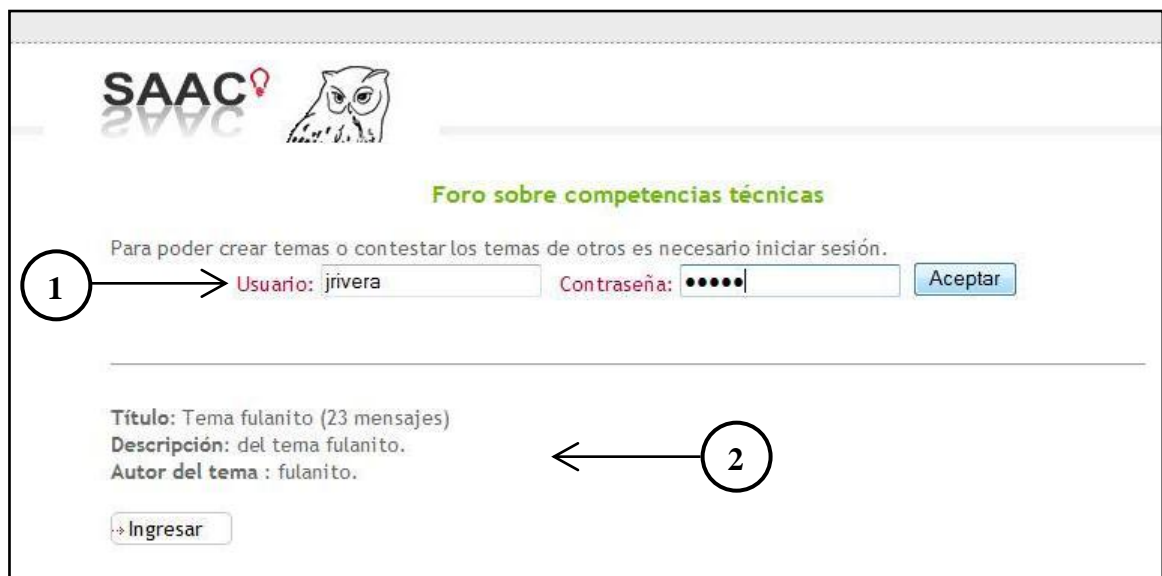 SAAC
Foro sobre competencias técnicas
Para poder crear temas o contestar los temas de otros es necesario iniciar sesión.
1 Usuario: jrivera Contraseña: ••••• Aceptar
Título: Tema fulanito (23 mensajes)
Descripción: del tema fulanito.
2
Autor del tema : fulanito.
Ingresar